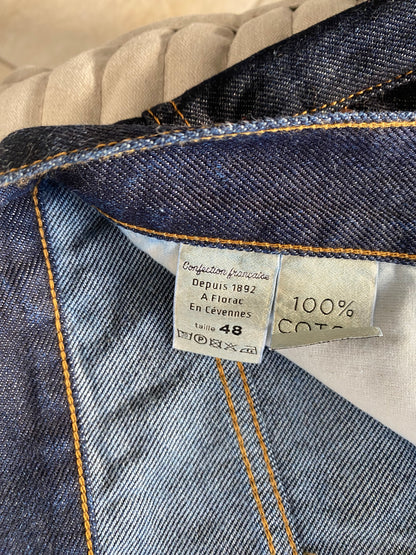 Confection française
Depuis 1892
A Florac
En Cévennes
taille 48
100%